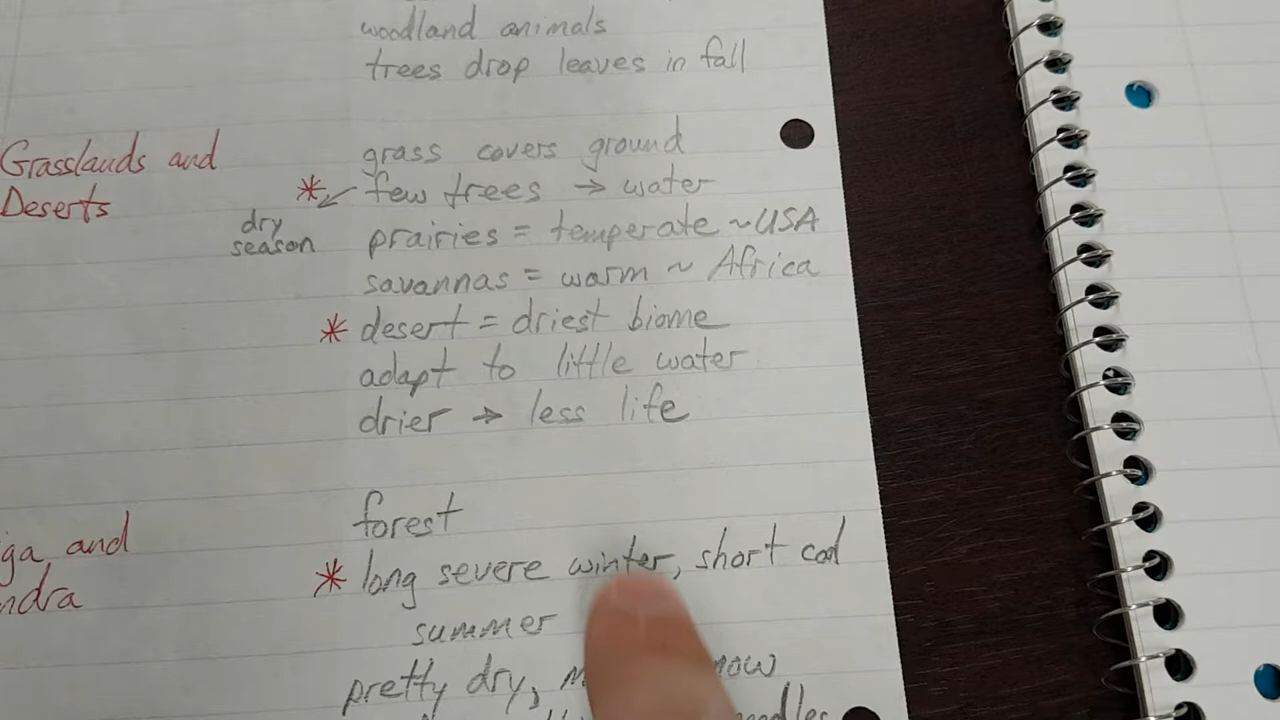 woodland animals
trees drop leaves in fall
Grasslands and
Deserts
grass covers ground
* ↙ few trees → water
dry
season
prairies = temperate ~ USA
savannas = warm ~ Africa
* desert = driest biome
adapt to little water
drier → less life
and
forest
* long severe winter, short cool
summer
pretty dry,